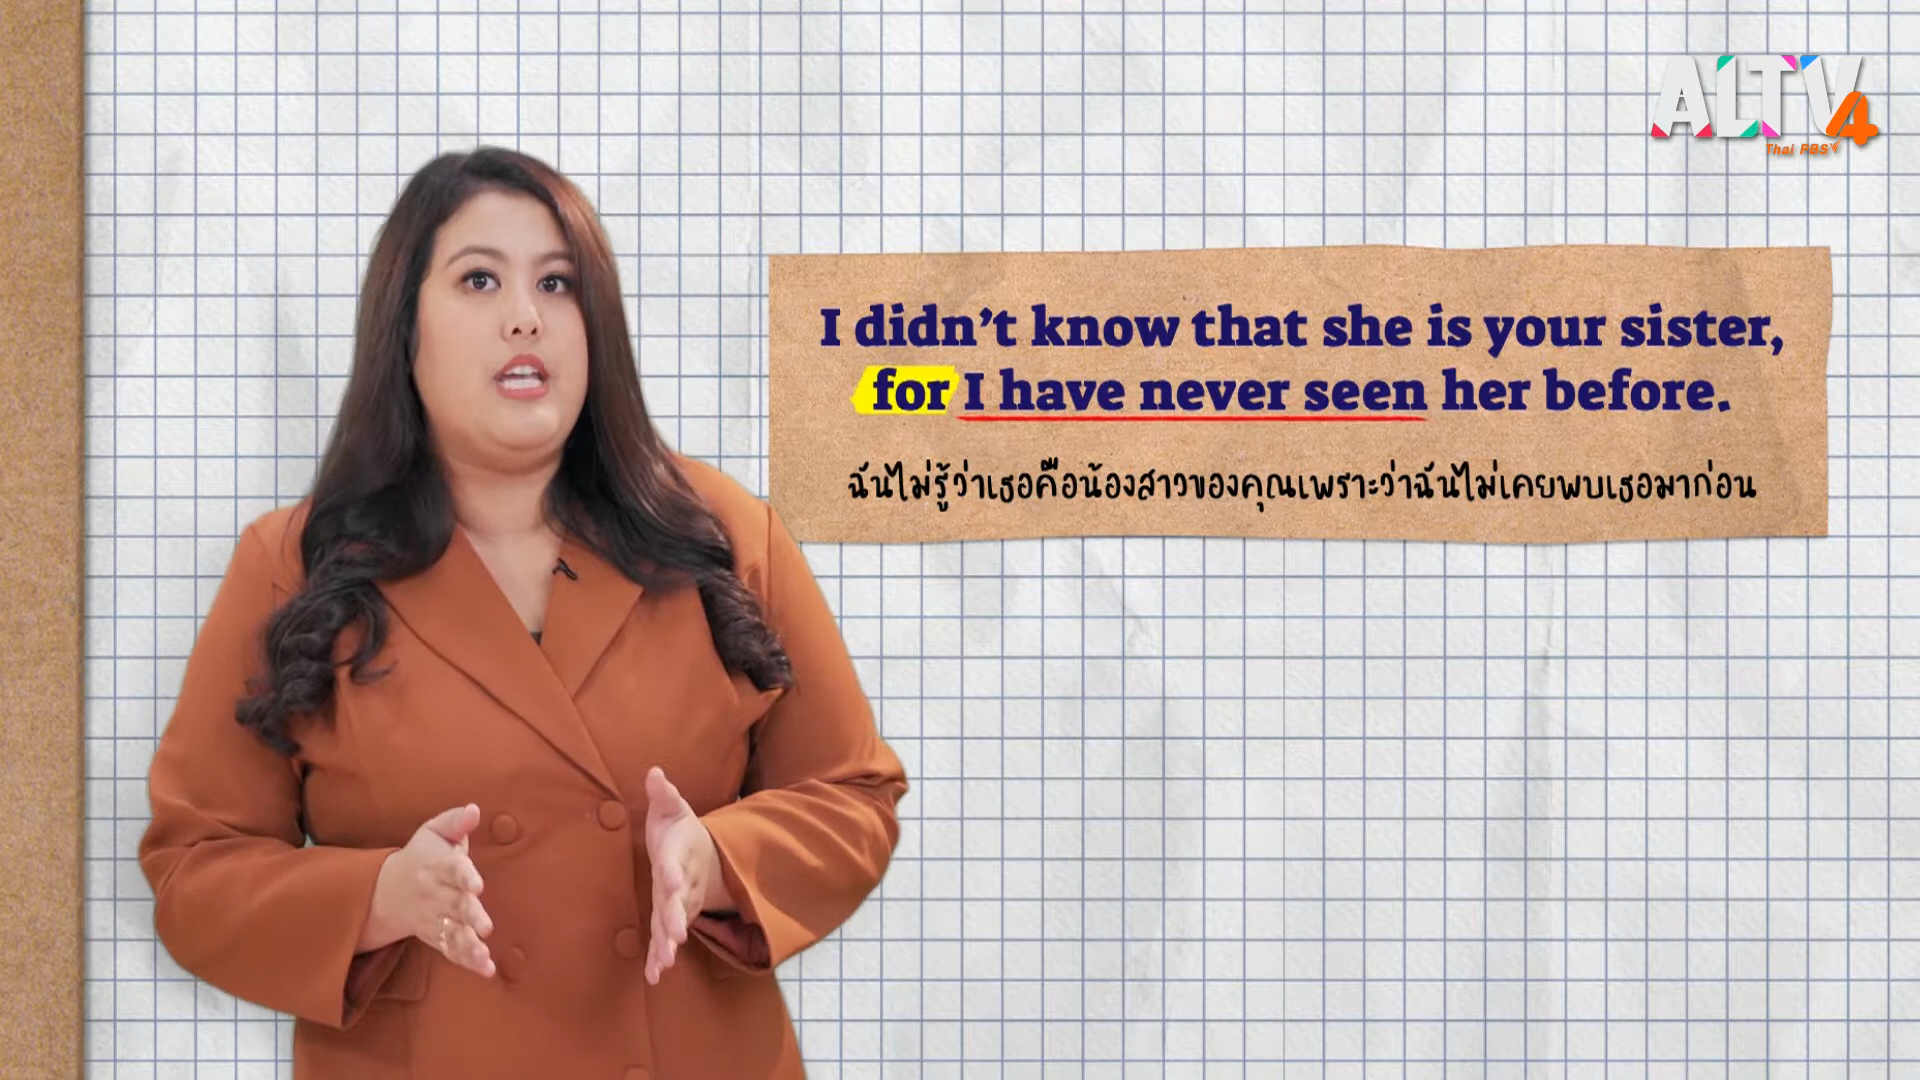 ALTV4
Thai PBS
I didn't know that she is your sister,
for I have never seen her before.
ฉันไม่รู้ว่าเธอคือน้องสาวของคุณเพราะว่าฉันไม่เคยพบเธอมาก่อน